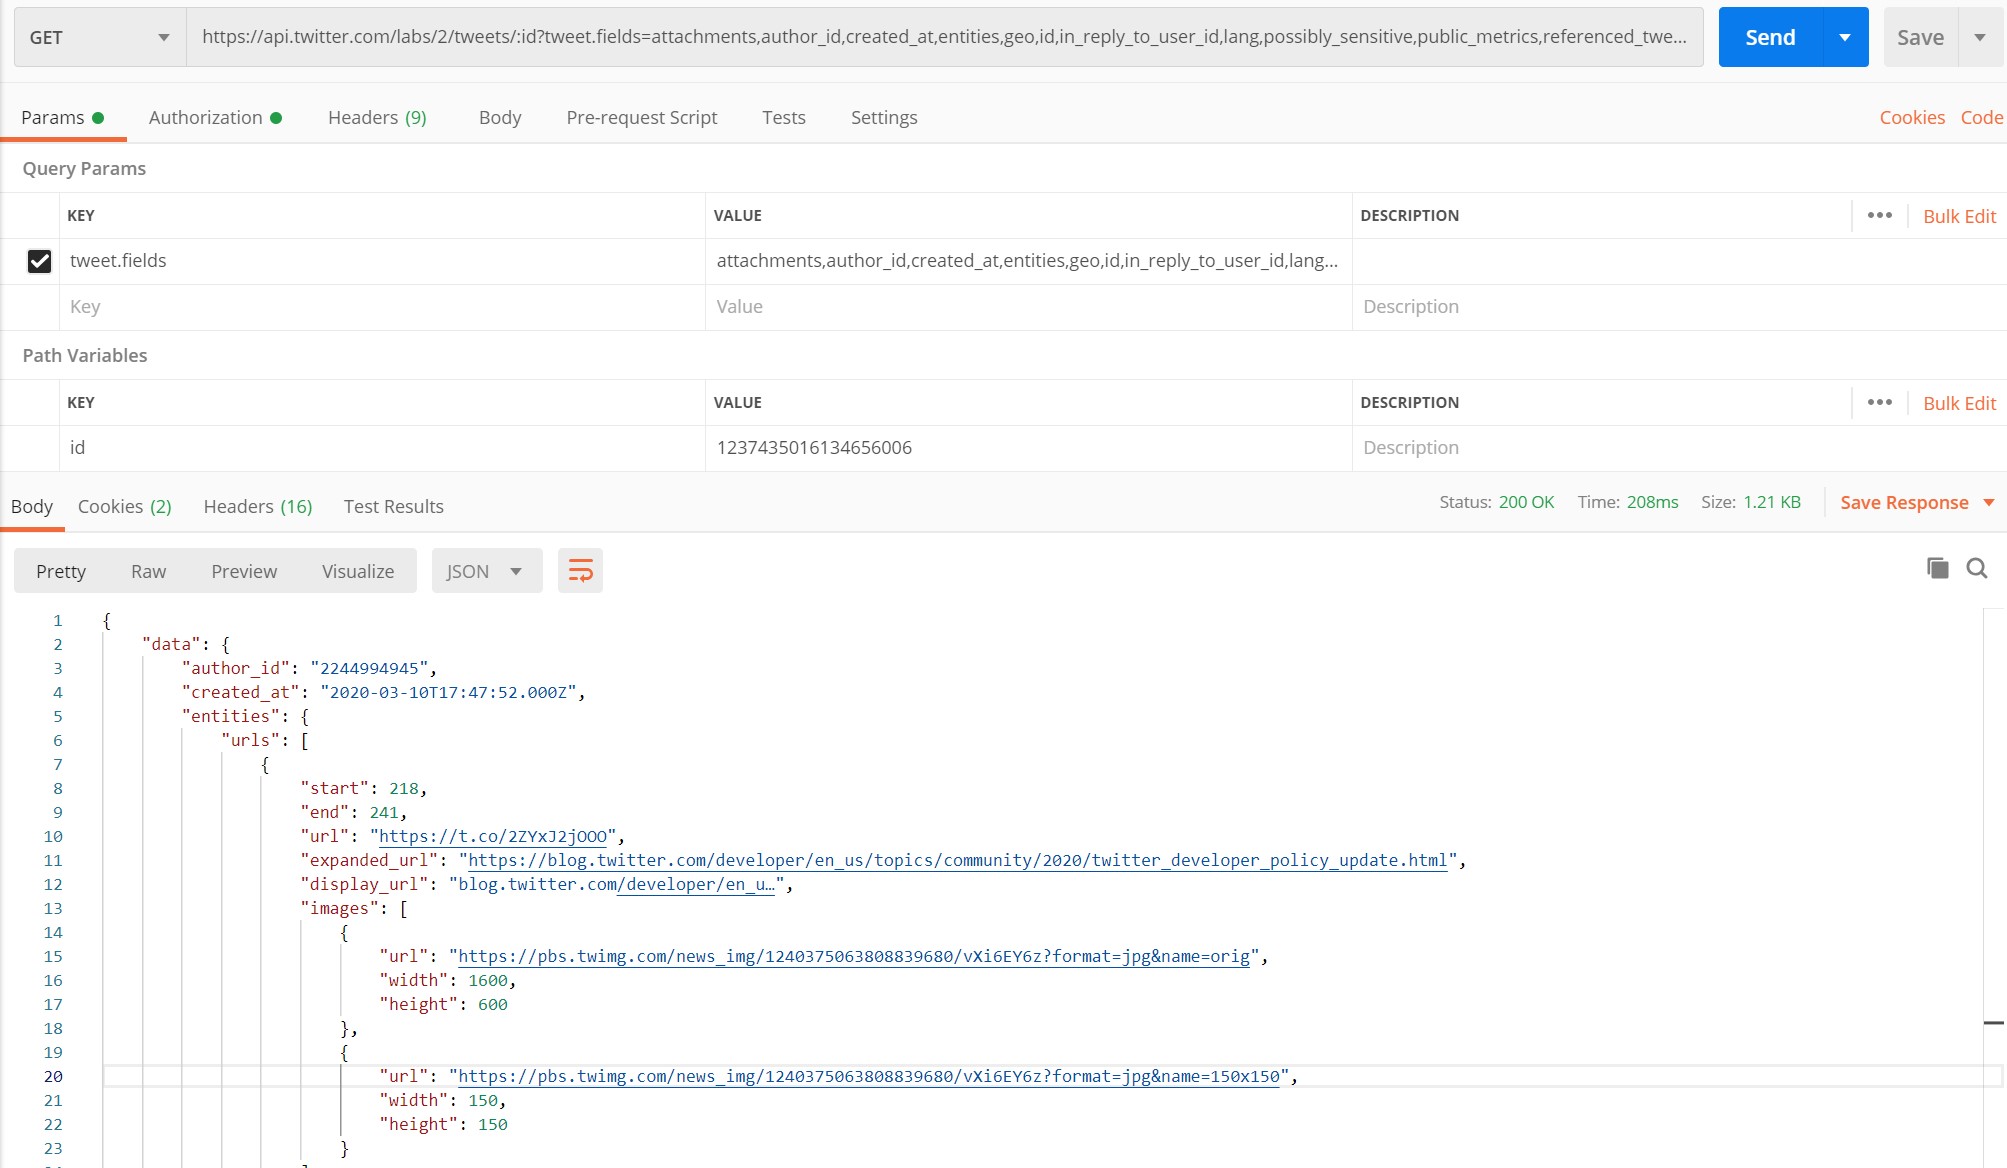 GET https://api.twitter.com/labs/2/tweets/:id?tweet.fields=attachments,author_id,created_at,entities,geo,id,in_reply_to_user_id,lang,possibly_sensitive,public_metrics,referenced_twe... Send Save
Params Authorization Headers (9) Body Pre-request Script Tests Settings Cookies Code
Query Params
KEY VALUE DESCRIPTION ••• Bulk Edit
tweet.fields attachments,author_id,created_at,entities,geo,id,in_reply_to_user_id,lang...
Key Value Description
Path Variables
KEY VALUE DESCRIPTION ••• Bulk Edit
id 1237435016134656006 Description
Body Cookies (2) Headers (16) Test Results Status: 200 OK Time: 208ms Size: 1.21 KB Save Response
Pretty Raw Preview Visualize JSON
1 {
2 "data": {
3 "author_id": "2244994945",
4 "created_at": "2020-03-10T17:47:52.000Z",
5 "entities": {
6 "urls": [
7 {
8 "start": 218,
9 "end": 241,
10 "url": "https://t.co/2ZYxJ2jOOO",
11 "expanded_url": "https://blog.twitter.com/developer/en_us/topics/community/2020/twitter_developer_policy_update.html",
12 "display_url": "blog.twitter.com/developer/en_u…",
13 "images": [
14 {
15 "url": "https://pbs.twimg.com/news_img/1240375063808839680/vXi6EY6z?format=jpg&name=orig",
16 "width": 1600,
17 "height": 600
18 },
19 {
20 "url": "https://pbs.twimg.com/news_img/1240375063808839680/vXi6EY6z?format=jpg&name=150x150",
21 "width": 150,
22 "height": 150
23 }